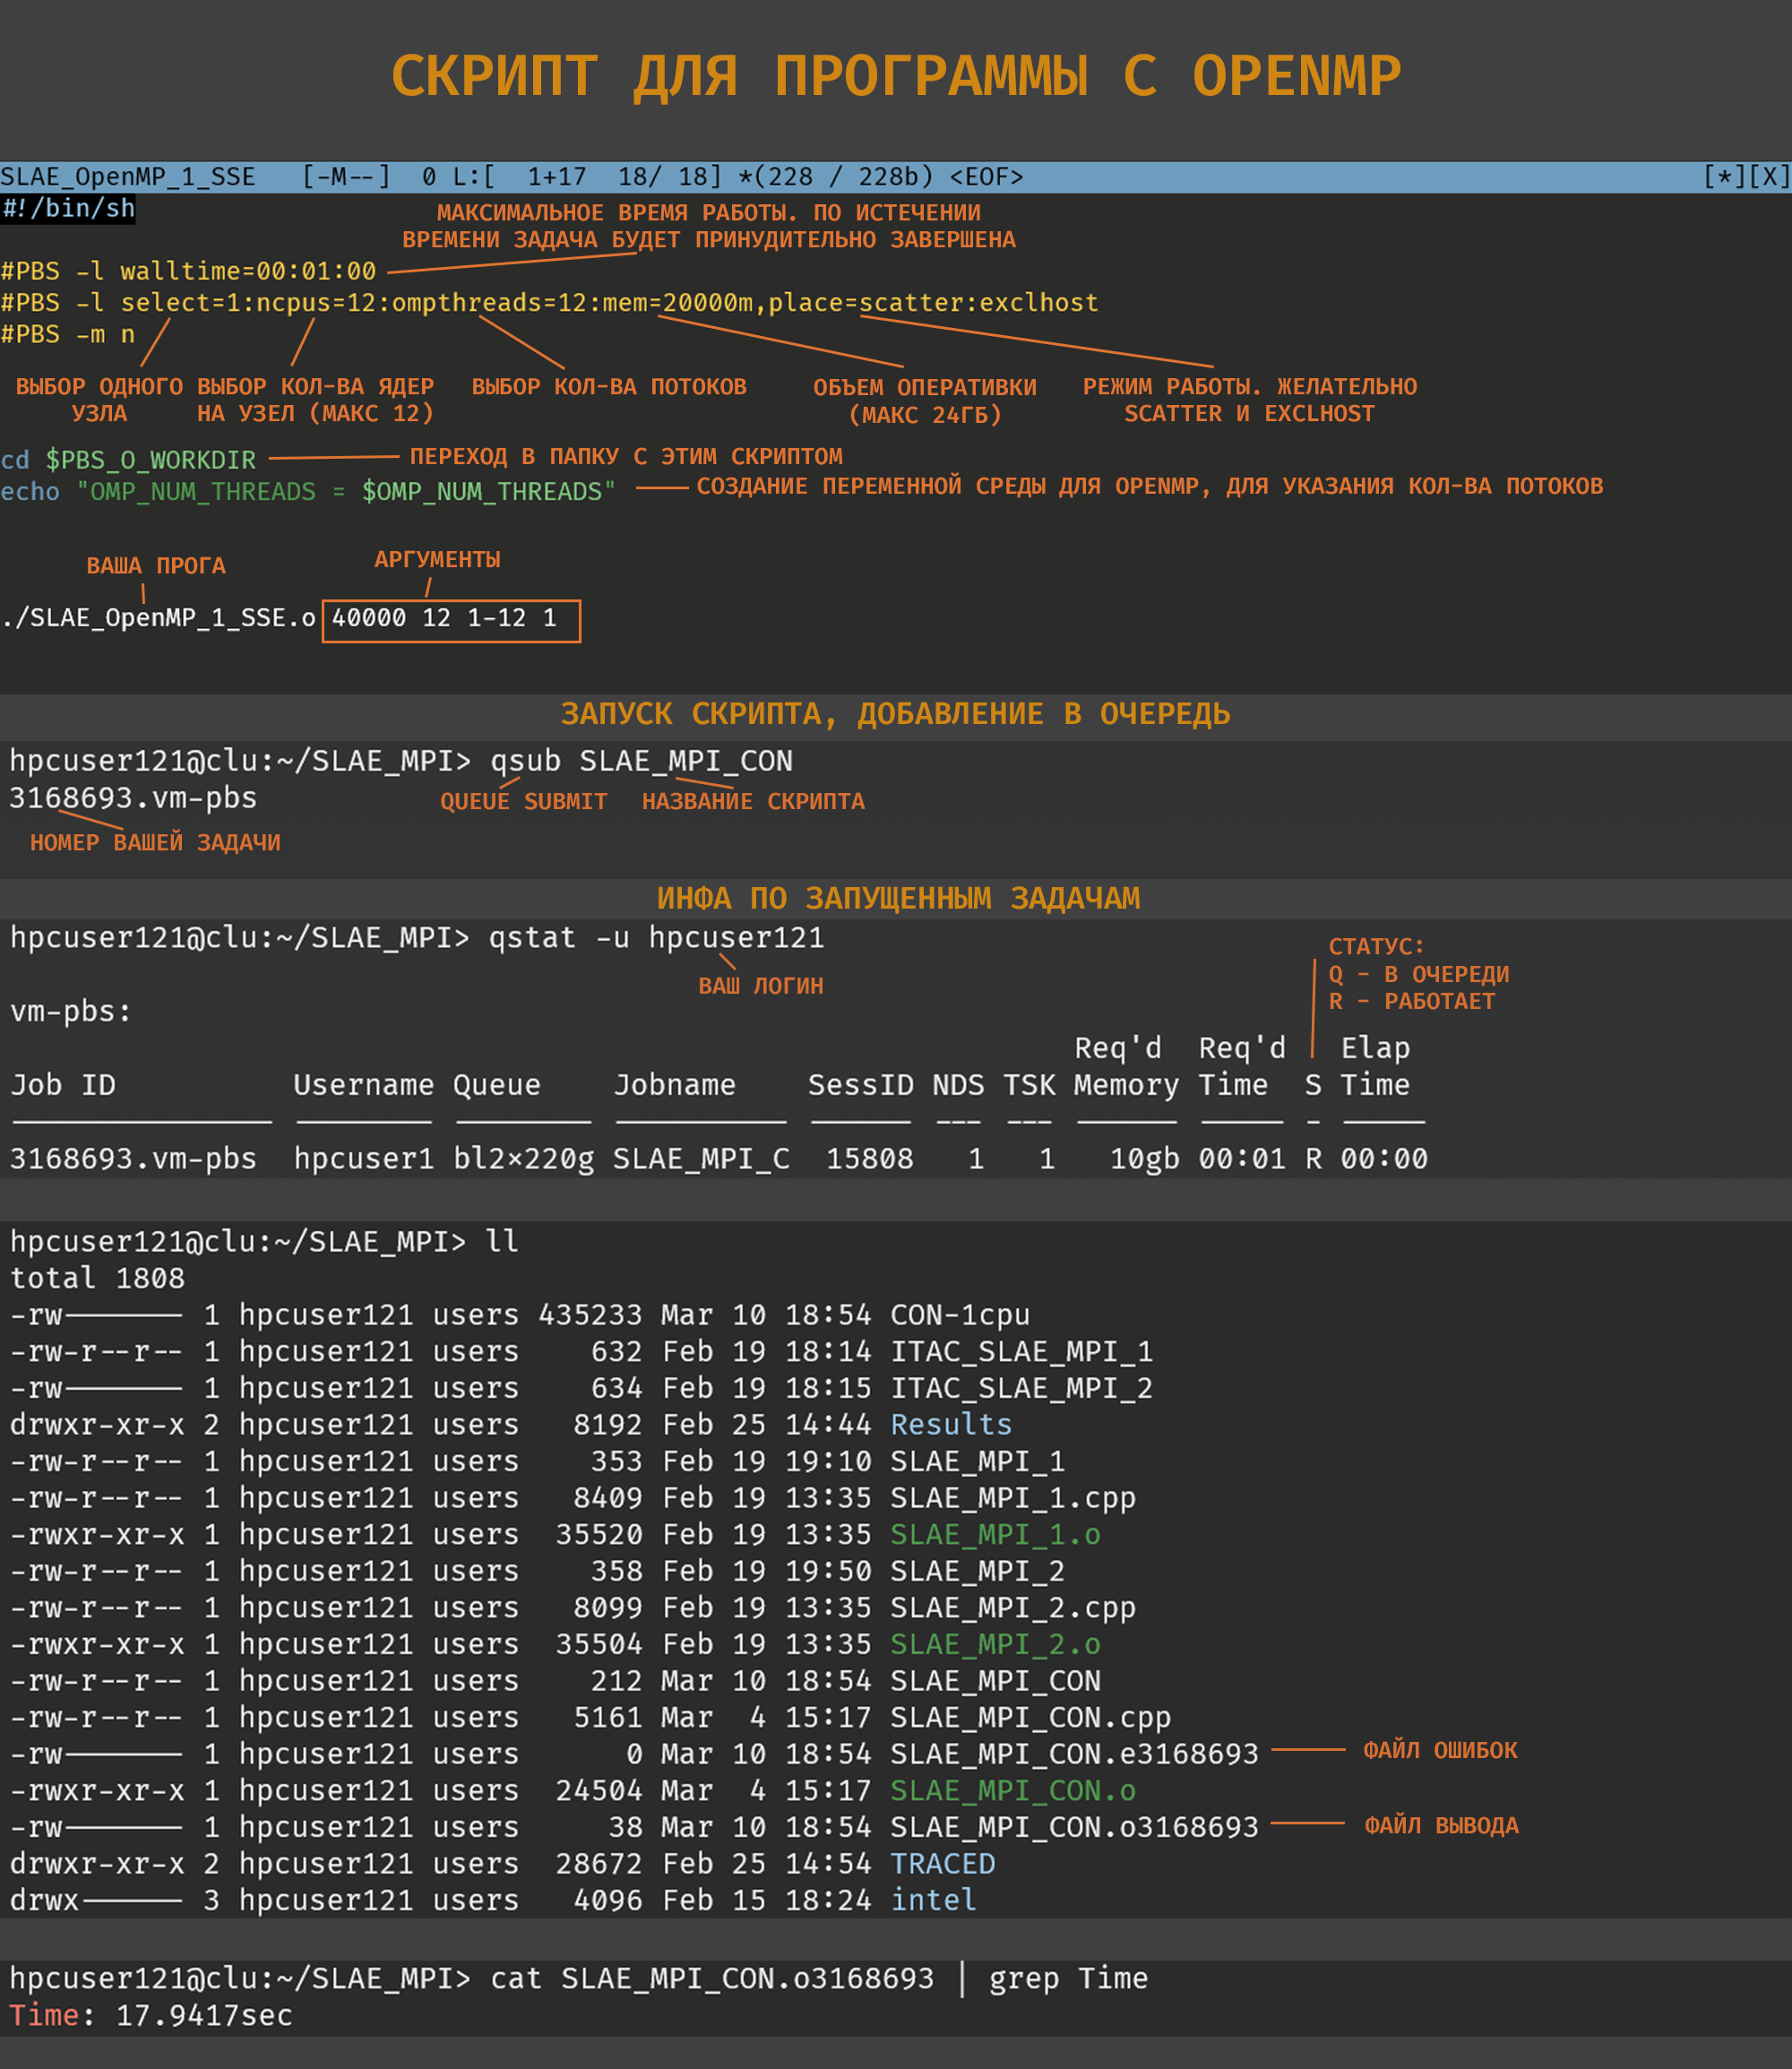 СКРИПТ ДЛЯ ПРОГРАММЫ С OPENMP
SLAE_OpenMP_1_SSE [-M--] 0 L:[ 1+17 18/ 18] *(228 / 228b) <EOF> [*][X]
#!/bin/sh
МАКСИМАЛЬНОЕ ВРЕМЯ РАБОТЫ. ПО ИСТЕЧЕНИИ
ВРЕМЕНИ ЗАДАЧА БУДЕТ ПРИНУДИТЕЛЬНО ЗАВЕРШЕНА
#PBS -l walltime=00:01:00
#PBS -l select=1:ncpus=12:ompthreads=12:mem=20000m,place=scatter:exclhost
#PBS -m n
ВЫБОР ОДНОГО
УЗЛА
ВЫБОР КОЛ-ВА ЯДЕР
НА УЗЕЛ (МАКС 12)
ВЫБОР КОЛ-ВА ПОТОКОВ
ОБЪЕМ ОПЕРАТИВКИ
(МАКС 24ГБ)
РЕЖИМ РАБОТЫ. ЖЕЛАТЕЛЬНО
SCATTER И EXCLHOST
cd $PBS_O_WORKDIR
ПЕРЕХОД В ПАПКУ С ЭТИМ СКРИПТОМ
echo "OMP_NUM_THREADS = $OMP_NUM_THREADS"
СОЗДАНИЕ ПЕРЕМЕННОЙ СРЕДЫ ДЛЯ OPENMP, ДЛЯ УКАЗАНИЯ КОЛ-ВА ПОТОКОВ
ВАША ПРОГА
АРГУМЕНТЫ
./SLAE_OpenMP_1_SSE.o 40000 12 1-12 1
ЗАПУСК СКРИПТА, ДОБАВЛЕНИЕ В ОЧЕРЕДЬ
hpcuser121@clu:~/SLAE_MPI> qsub SLAE_MPI_CON
3168693.vm-pbs
QUEUE SUBMIT
НАЗВАНИЕ СКРИПТА
НОМЕР ВАШЕЙ ЗАДАЧИ
ИНФА ПО ЗАПУЩЕННЫМ ЗАДАЧАМ
hpcuser121@clu:~/SLAE_MPI> qstat -u hpcuser121
ВАШ ЛОГИН
СТАТУС:
Q - В ОЧЕРЕДИ
R - РАБОТАЕТ
vm-pbs:
Req'd Req'd Elap
Job ID Username Queue Jobname SessID NDS TSK Memory Time S Time
--------------- -------- -------- ---------- ------ --- --- ------ ----- - -----
3168693.vm-pbs hpcuser1 bl2×220g SLAE_MPI_C 15808 1 1 10gb 00:01 R 00:00
hpcuser121@clu:~/SLAE_MPI> ll
total 1808
-rw------- 1 hpcuser121 users 435233 Mar 10 18:54 CON-1cpu
-rw-r--r-- 1 hpcuser121 users 632 Feb 19 18:14 ITAC_SLAE_MPI_1
-rw------- 1 hpcuser121 users 634 Feb 19 18:15 ITAC_SLAE_MPI_2
drwxr-xr-x 2 hpcuser121 users 8192 Feb 25 14:44 Results
-rw-r--r-- 1 hpcuser121 users 353 Feb 19 19:10 SLAE_MPI_1
-rw-r--r-- 1 hpcuser121 users 8409 Feb 19 13:35 SLAE_MPI_1.cpp
-rwxr-xr-x 1 hpcuser121 users 35520 Feb 19 13:35 SLAE_MPI_1.o
-rw-r--r-- 1 hpcuser121 users 358 Feb 19 19:50 SLAE_MPI_2
-rw-r--r-- 1 hpcuser121 users 8099 Feb 19 13:35 SLAE_MPI_2.cpp
-rwxr-xr-x 1 hpcuser121 users 35504 Feb 19 13:35 SLAE_MPI_2.o
-rw-r--r-- 1 hpcuser121 users 212 Mar 10 18:54 SLAE_MPI_CON
-rw-r--r-- 1 hpcuser121 users 5161 Mar 4 15:17 SLAE_MPI_CON.cpp
-rw------- 1 hpcuser121 users 0 Mar 10 18:54 SLAE_MPI_CON.e3168693 ФАЙЛ ОШИБОК
-rwxr-xr-x 1 hpcuser121 users 24504 Mar 4 15:17 SLAE_MPI_CON.o
-rw------- 1 hpcuser121 users 38 Mar 10 18:54 SLAE_MPI_CON.o3168693 ФАЙЛ ВЫВОДА
drwxr-xr-x 2 hpcuser121 users 28672 Feb 25 14:54 TRACED
drwx------ 3 hpcuser121 users 4096 Feb 15 18:24 intel
hpcuser121@clu:~/SLAE_MPI> cat SLAE_MPI_CON.o3168693 | grep Time
Time: 17.9417sec